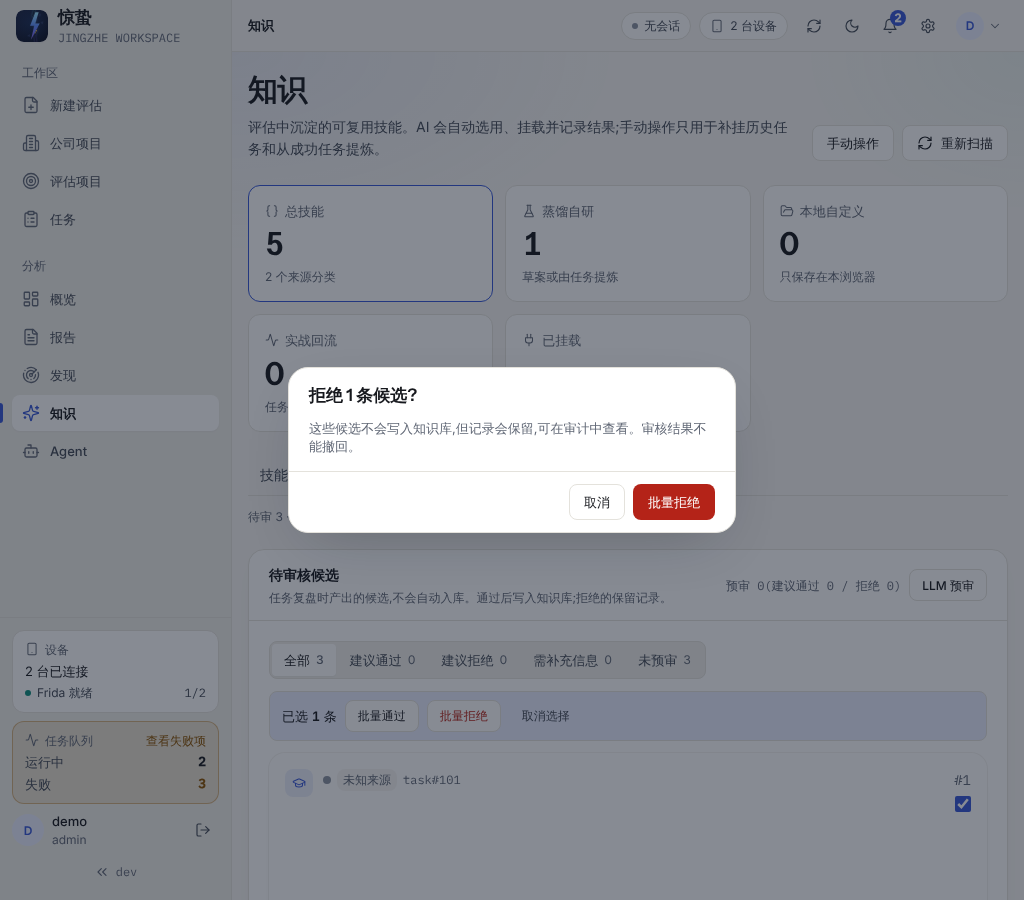 惊蛰
JINGZHE WORKSPACE
工作区
新建评估
公司项目
评估项目
任务
分析
概览
报告
发现
知识
Agent
设备
2 台已连接
Frida 就绪
1/2
任务队列
查看失败项
运行中
2
失败
3
D
demo
admin
dev
知识
无会话
2 台设备
2
D
知识
评估中沉淀的可复用技能。AI 会自动选用、挂载并记录结果;手动操作只用于补挂历史任
务和从成功任务提炼。
手动操作
重新扫描
总技能
5
2 个来源分类
蒸馏自研
1
草案或由任务提炼
本地自定义
0
只保存在本浏览器
实战回流
0
任务
已挂载
技能
待审 3
拒绝 1 条候选?
这些候选不会写入知识库,但记录会保留,可在审计中查看。审核结果不
能撤回。
取消
批量拒绝
待审核候选
任务复盘时产出的候选,不会自动入库。通过后写入知识库;拒绝的保留记录。
预审 0(建议通过 0 / 拒绝 0)
LLM 预审
全部 3
建议通过 0
建议拒绝 0
需补充信息 0
未预审 3
已选 1 条
批量通过
批量拒绝
取消选择
未知来源
task#101
#1